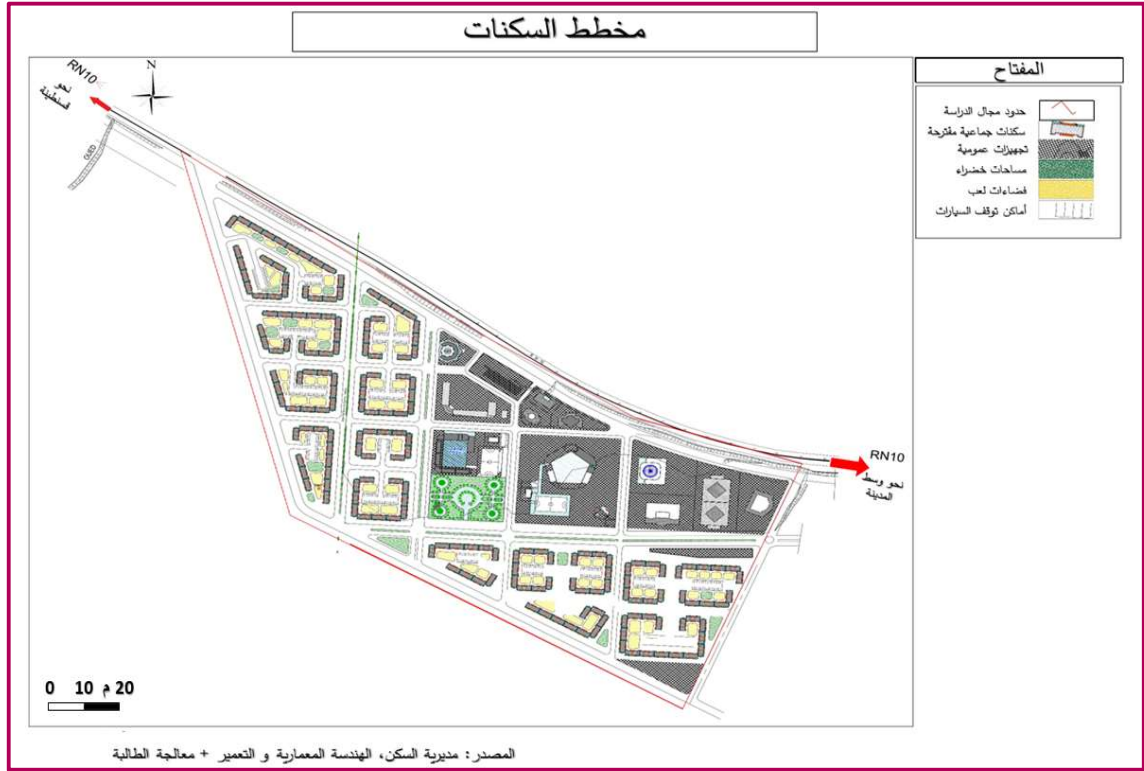 مخطط السكنات
المفتاح
حدود مجال الدراسة
سكنات جماعية مقترحة
تجهيزات عمومية
مساحات خضراء
فضاءات لعب
أماكن توقف السيارات
RN10
نحو
قسنطينة
N
OUED
RN10
نحو وسط
المدينة
0 10 20 م
المصدر: مديرية السكن، الهندسة المعمارية و التعمير + معالجة الطالبة